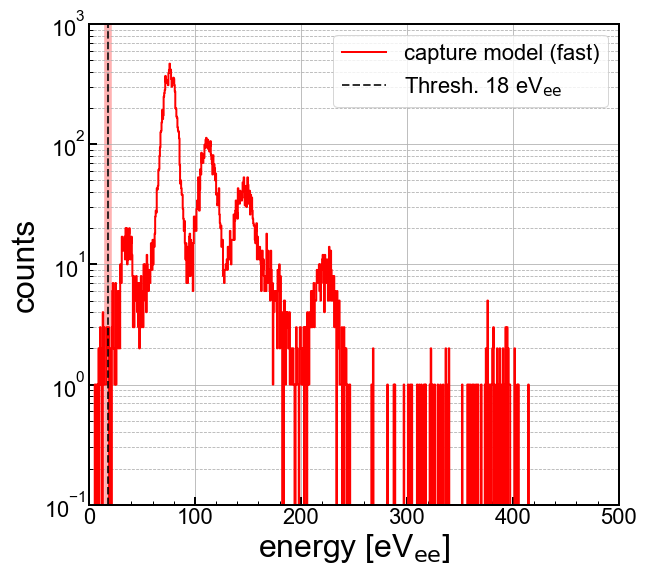 10³
10²
10¹
10⁰
10⁻¹
counts
capture model (fast)
Thresh. 18 eVₑₑ
0 100 200 300 400 500
energy [eVₑₑ]